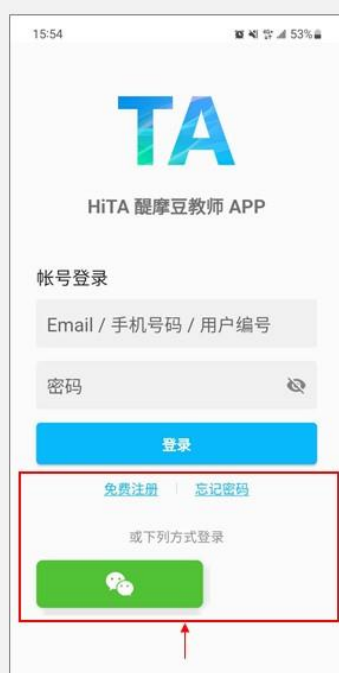 15:54 53%
TA
HiTA 醍摩豆教师 APP
帐号登录
Email / 手机号码 / 用户编号
密码
登录
免费注册 | 忘记密码
或下列方式登录